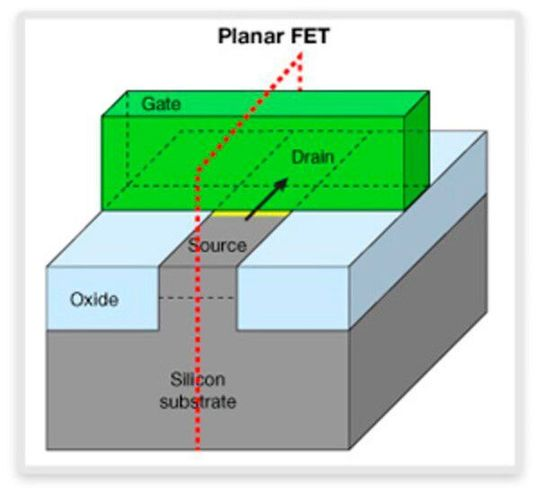 Planar FET
Gate
Drain
Source
Oxide
Silicon
substrate